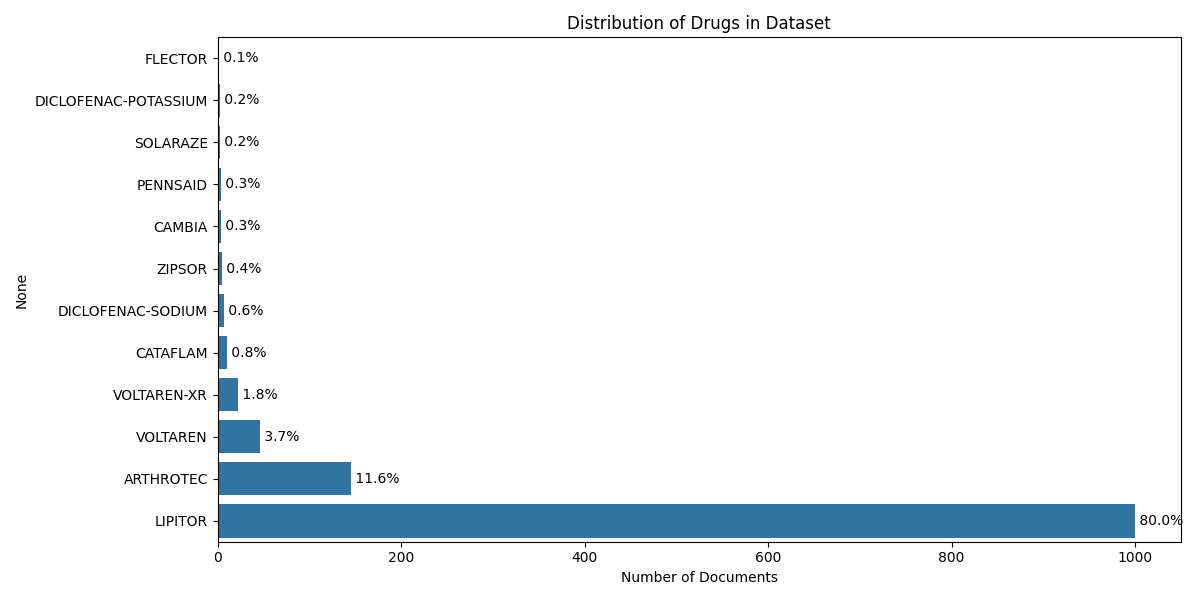 Distribution of Drugs in Dataset
FLECTOR 0.1%
DICLOFENAC-POTASSIUM 0.2%
SOLARAZE 0.2%
PENNSAID 0.3%
CAMBIA 0.3%
ZIPSOR 0.4%
DICLOFENAC-SODIUM 0.6%
CATAFLAM 0.8%
VOLTAREN-XR 1.8%
VOLTAREN 3.7%
ARTHROTEC 11.6%
LIPITOR 80.0%
None
0 200 400 600 800 1000
Number of Documents